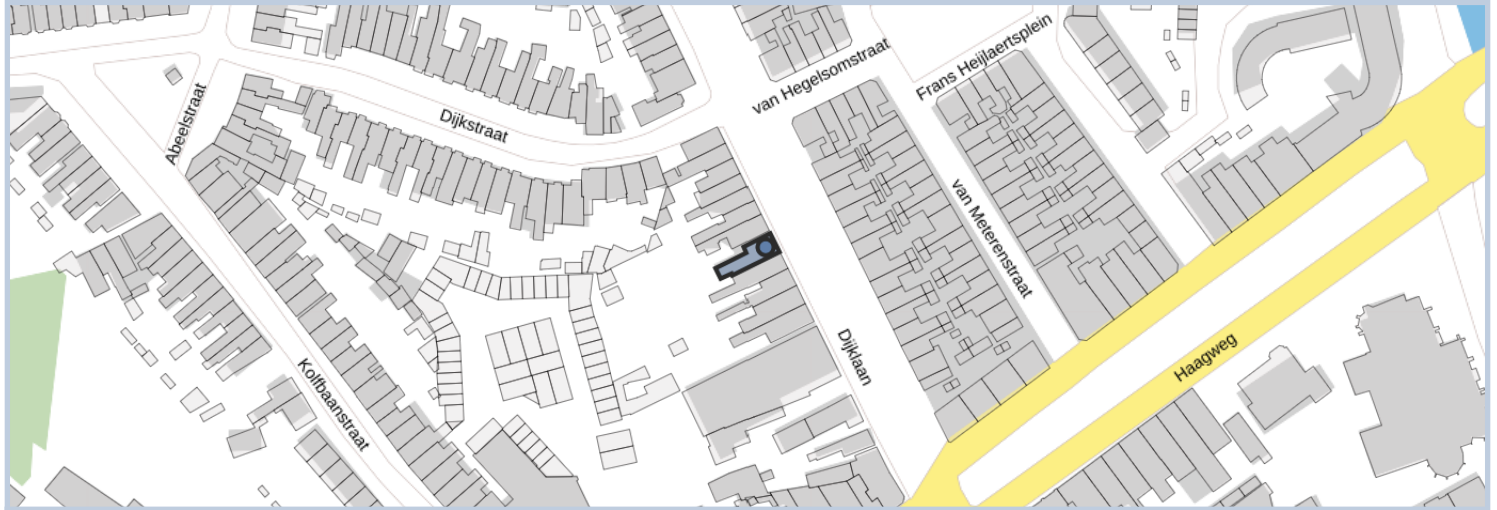 Frans Heijlaertsplein
van Hegelsomstraat
Abeelstraat
Dijkstraat
van Meterenstraat
Dijklaan
Haagweg
Kolfbaanstraat